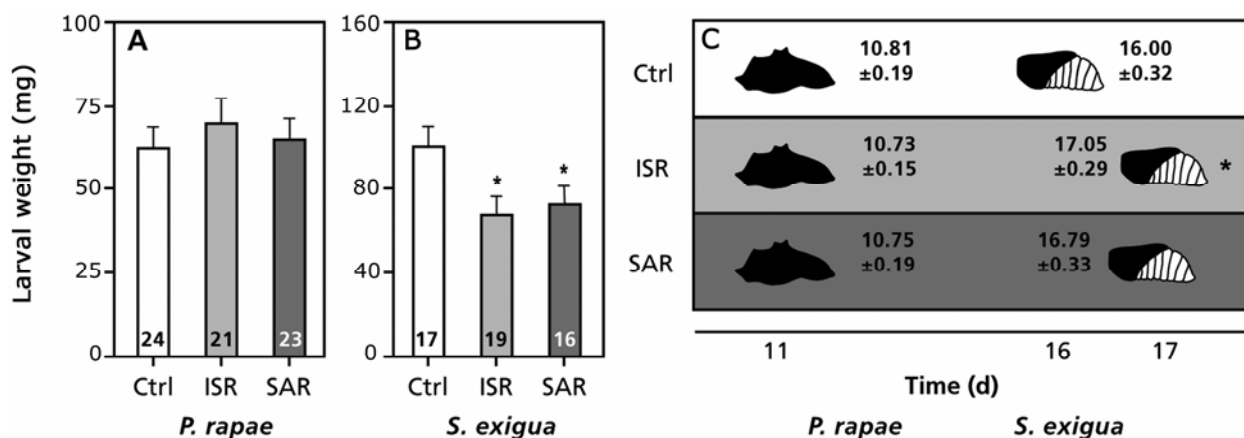 A
Larval weight (mg)
100
75
50
25
0
24
21
23
Ctrl
ISR
SAR
P. rapae
B
160
120
80
40
0
*
*
17
19
16
Ctrl
ISR
SAR
S. exigua
C
Ctrl
10.81
±0.19
16.00
±0.32
ISR
10.73
±0.15
17.05
±0.29
*
SAR
10.75
±0.19
16.79
±0.33
11
16
17
Time (d)
P. rapae
S. exigua